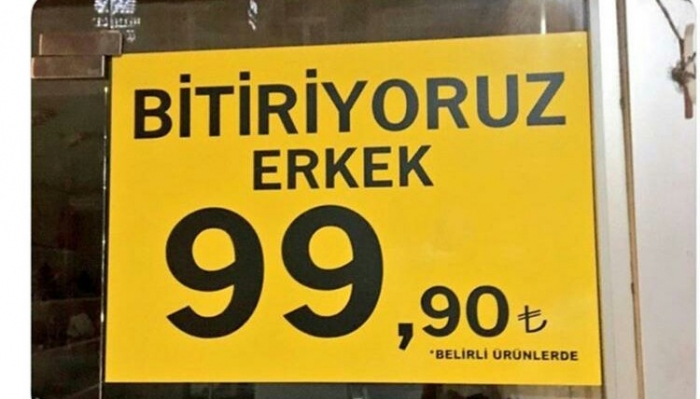 BİTİRİYORUZ
ERKEK
99,90₺
*BELİRLİ ÜRÜNLERDE